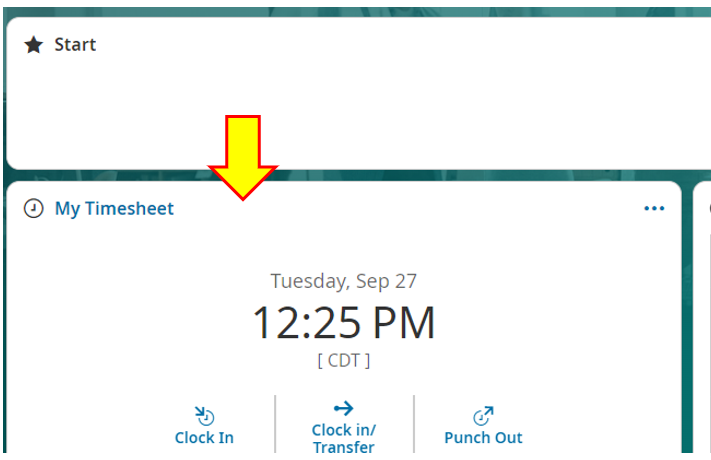 Start
My Timesheet
Tuesday, Sep 27
12:25 PM
[ CDT ]
Clock In
Clock in/
Transfer
Punch Out